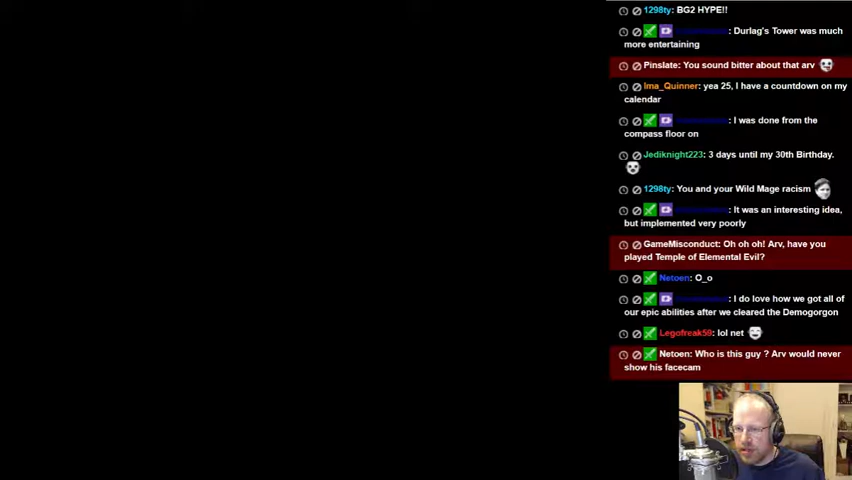 1298ty: BG2 HYPE!!
: Durlag's Tower was much
more entertaining
Pinslate: You sound bitter about that arv
Ima_Quinner: yea 25, I have a countdown on my
calendar
: I was done from the
compass floor on
Jediknight223: 3 days until my 30th Birthday.
1298ty: You and your Wild Mage racism
: It was an interesting idea,
but implemented very poorly
GameMisconduct: Oh oh oh! Arv, have you
played Temple of Elemental Evil?
Netoen: O_o
: I do love how we got all of
our epic abilities after we cleared the Demogorgon
Legofreak59: lol net
Netoen: Who is this guy ? Arv would never
show his facecam